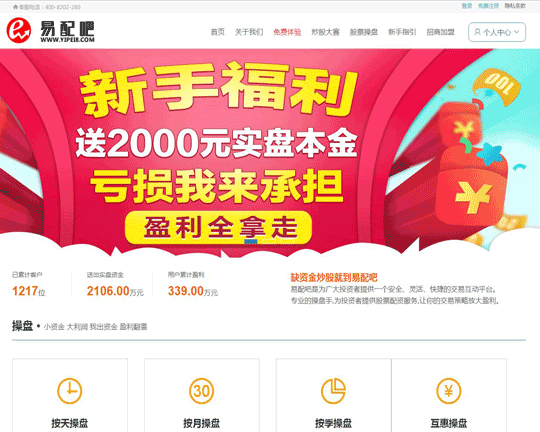 客服电话：400-8202-280
登录 免费注册 隐私条款
易配吧
WWW.YIPEI8.COM
首页 关于我们 免费体验 炒股大赛 股票操盘 新手指引 招商加盟 个人中心
新手福利
送2000元实盘本金
亏损我来承担
盈利全拿走
100
¥
¥
已累计客户 送出实盘资金 用户累计盈利
1217位 2106.00万元 339.00万元
缺资金炒股就到易配吧
易配吧是为广大投资者提供一个安全、灵活、快捷的交易互动平台。
专业的操盘手,为投资者提供股票配资服务,让你的交易策略放大盈利。
操盘 • 小资金 大利润 我出资金 盈利翻番
30 ¥
按天操盘 按月操盘 按季操盘 互惠操盘